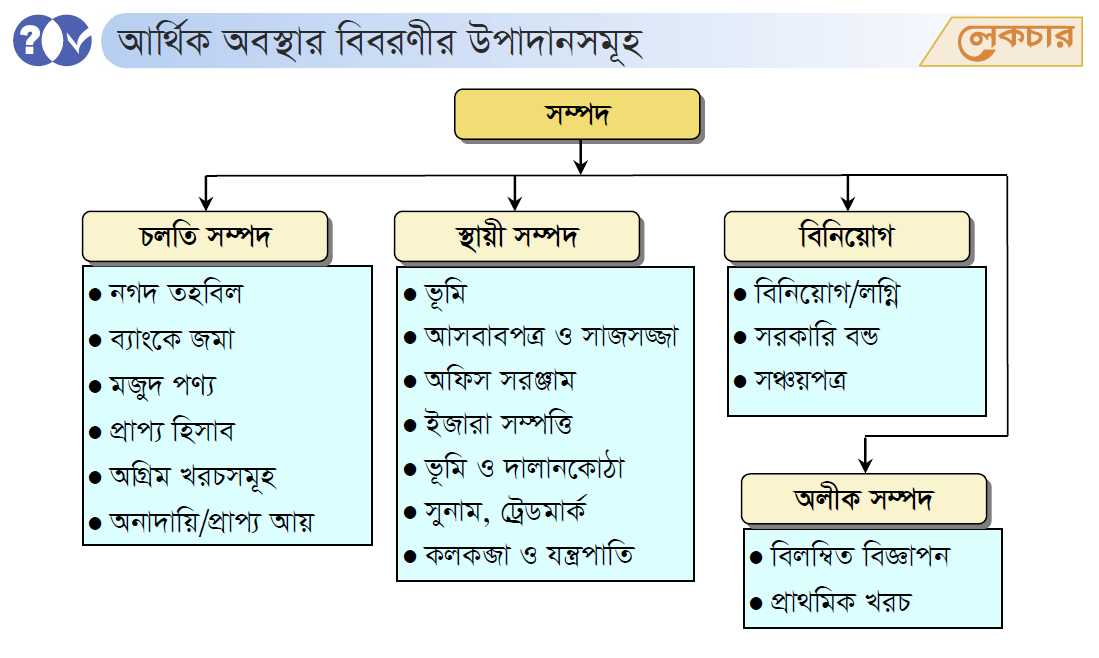 আর্থিক অবস্থার বিবরণীর উপাদানসমূহ
লেকচার
সম্পদ
চলতি সম্পদ
● নগদ তহবিল
● ব্যাংকে জমা
● মজুদ পণ্য
● প্রাপ্য হিসাব
● অগ্রিম খরচসমূহ
● অনাদায়ি/প্রাপ্য আয়
স্থায়ী সম্পদ
● ভূমি
● আসবাবপত্র ও সাজসজ্জা
● অফিস সরঞ্জাম
● ইজারা সম্পত্তি
● ভূমি ও দালানকোঠা
● সুনাম, ট্রেডমার্ক
● কলকব্জা ও যন্ত্রপাতি
বিনিয়োগ
● বিনিয়োগ/লগ্নি
● সরকারি বন্ড
● সঞ্চয়পত্র
অলীক সম্পদ
● বিলম্বিত বিজ্ঞাপন
● প্রাথমিক খরচ